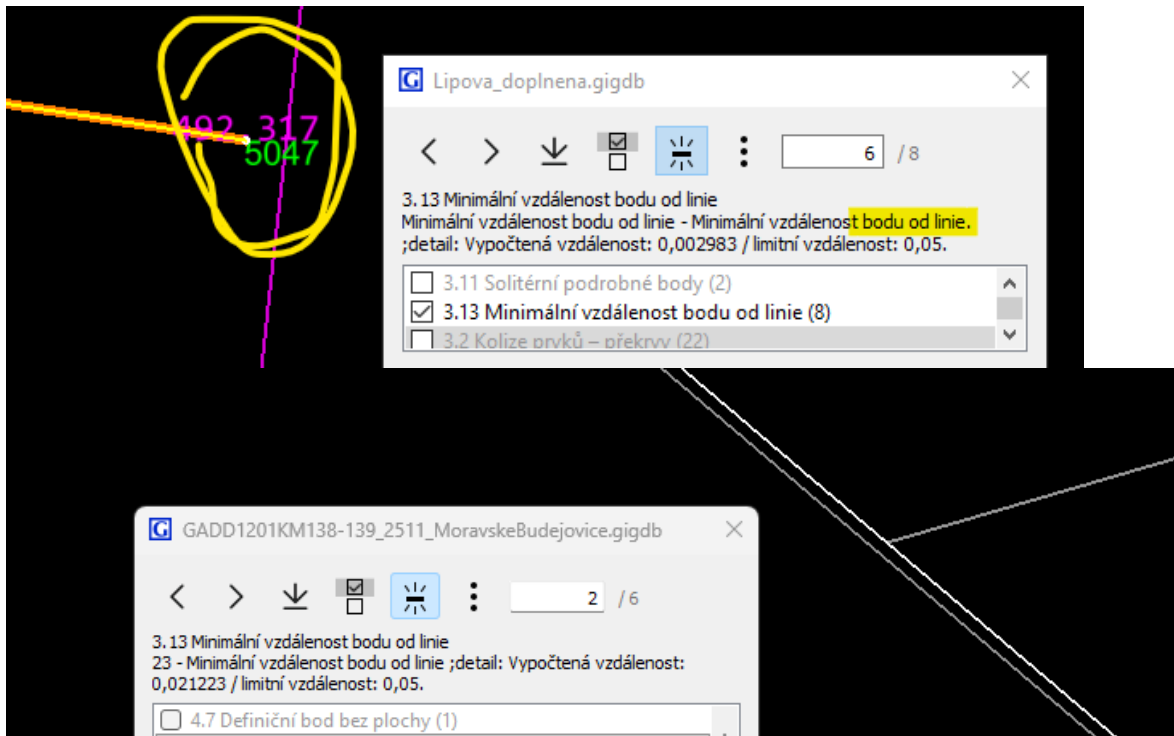 Lipova_doplnena.gigdb
492.317
5047
6 / 8
3.13 Minimální vzdálenost bodu od linie
Minimální vzdálenost bodu od linie - Minimální vzdálenost bodu od linie.
;detail: Vypočtená vzdálenost: 0,002983 / limitní vzdálenost: 0,05.
3.11 Solitérní podrobné body (2)
3.13 Minimální vzdálenost bodu od linie (8)
3.2 Kolize prvků – překryvy (22)
GADD1201KM138-139_2511_MoravskeBudejovice.gigdb
2 / 6
3.13 Minimální vzdálenost bodu od linie
23 - Minimální vzdálenost bodu od linie ;detail: Vypočtená vzdálenost:
0,021223 / limitní vzdálenost: 0,05.
4.7 Definiční bod bez plochy (1)